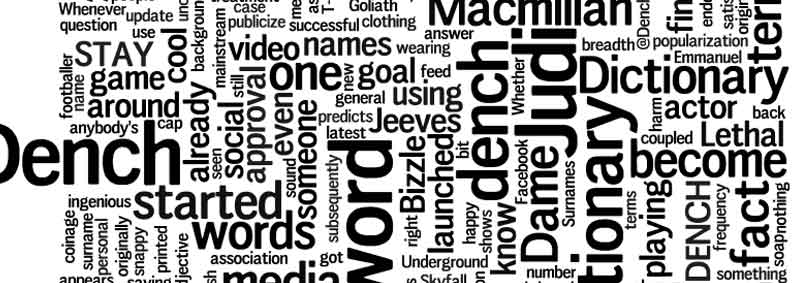 Whenever
update
question
use
case
publicize
Goliath
successful
clothing
Macmillan
answer
wearing
STAY
cool
background
mainstream
video
names
breadth
@Dench
popularization
Emmanuel
footballer
name
game
around
one
new
goal
feed
still
social
approval
even
general
using
Dictionary
Whether
Judi
harm
actor
back
anybody's
cap
already
seen
predicts
latest
Jeeves
dench
coupled
Lethal
become
Dench
someone
sound
subsequently
word
Bizzle
launched
bit
Facebook
Dame
Surnames
ingenious
started
words
right
happy
shows
know
terms
playing
DENCH
frequency
fact
soap
nothing
coinage
surname
personal
originally
snappy
printed
association
got
Underground
media
Skyfall
number
something
appears
saying